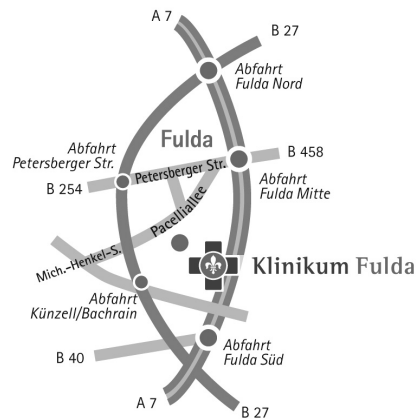 A 7
B 27
Abfahrt
Fulda Nord
Fulda
Abfahrt
Petersberger Str.
B 458
Petersberger Str.
B 254
Abfahrt
Fulda Mitte
Pacelliallee
Mich.-Henkel-S.
Klinikum Fulda
Abfahrt
Künzell/Bachrain
B 40
Abfahrt
Fulda Süd
A 7
B 27